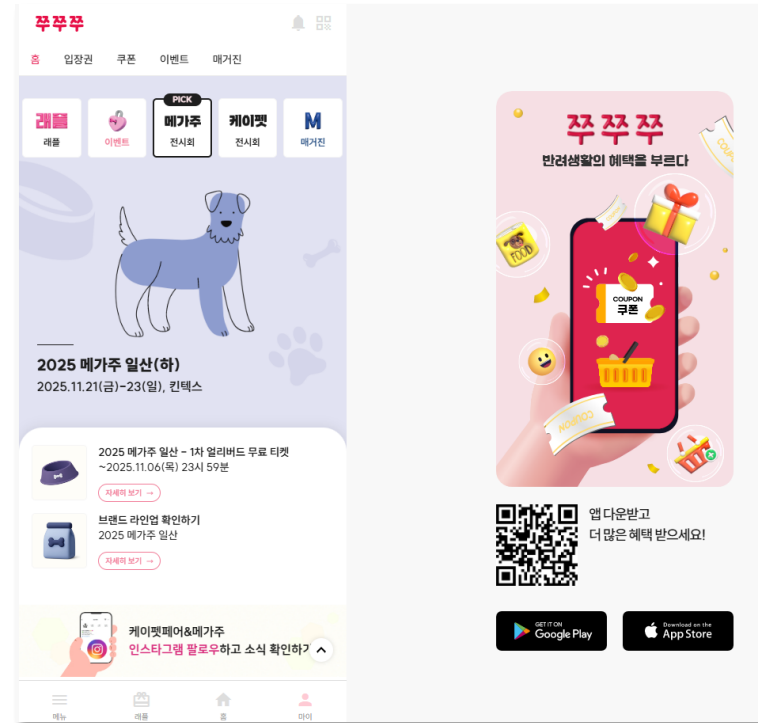 쭈쭈쭈
홈 입장권 쿠폰 이벤트 매거진
PICK
래플 메가주 케이펫 M
래플 이벤트 전시회 전시회 매거진
2025 메가주 일산(하)
2025.11.21(금)-23(일), 킨텍스
2025 메가주 일산 - 1차 얼리버드 무료 티켓
~2025.11.06(목) 23시 59분
자세히 보기 →
브랜드 라인업 확인하기
2025 메가주 일산
자세히 보기 →
케이펫페어&메가주
인스타그램 팔로우하고 소식 확인하기
메뉴 래플 홈 마이
쭈쭈쭈
반려생활의 혜택을 부르다
COUPON
FOOD
COUPON
쿠폰
COUPON
앱 다운받고
더 많은 혜택 받으세요!
GET IT ON
Google Play
Download on the
App Store